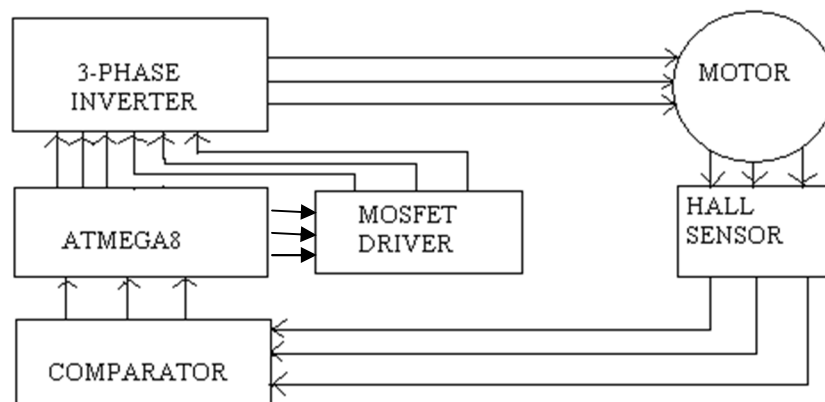 3-PHASE
INVERTER
MOTOR
ATMEGA8
MOSFET
DRIVER
HALL
SENSOR
COMPARATOR